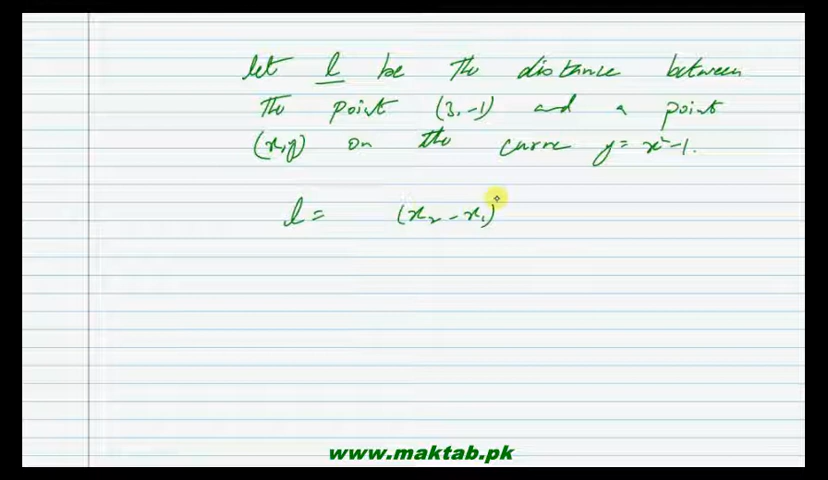 let l be the distance between
the point (3,-1) and a point
(x,y) on the curve y = x²-1.
l = (x₂-x₁)
www.maktab.pk